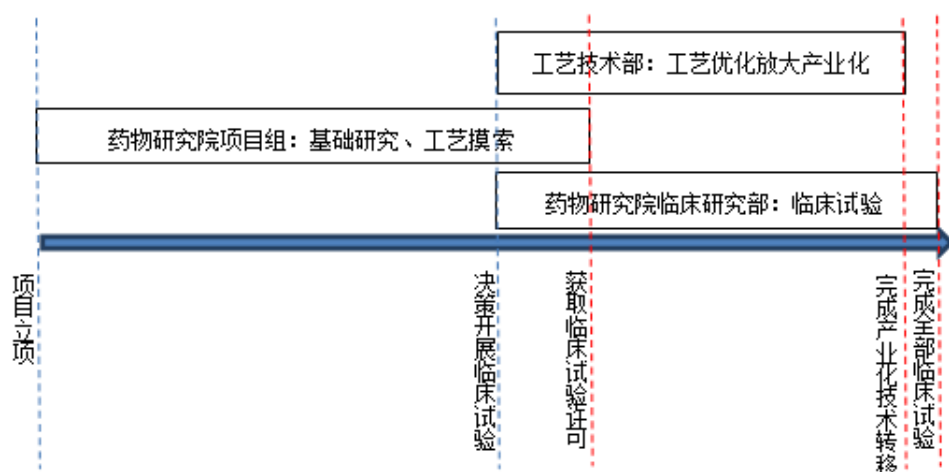 工艺技术部：工艺优化放大产业化
药物研究院项目组：基础研究、工艺摸索
药物研究院临床研究部：临床试验
项目立项
决策开展临床试验
获取临床试验许可
完成产业化技术转移
完成全部临床试验